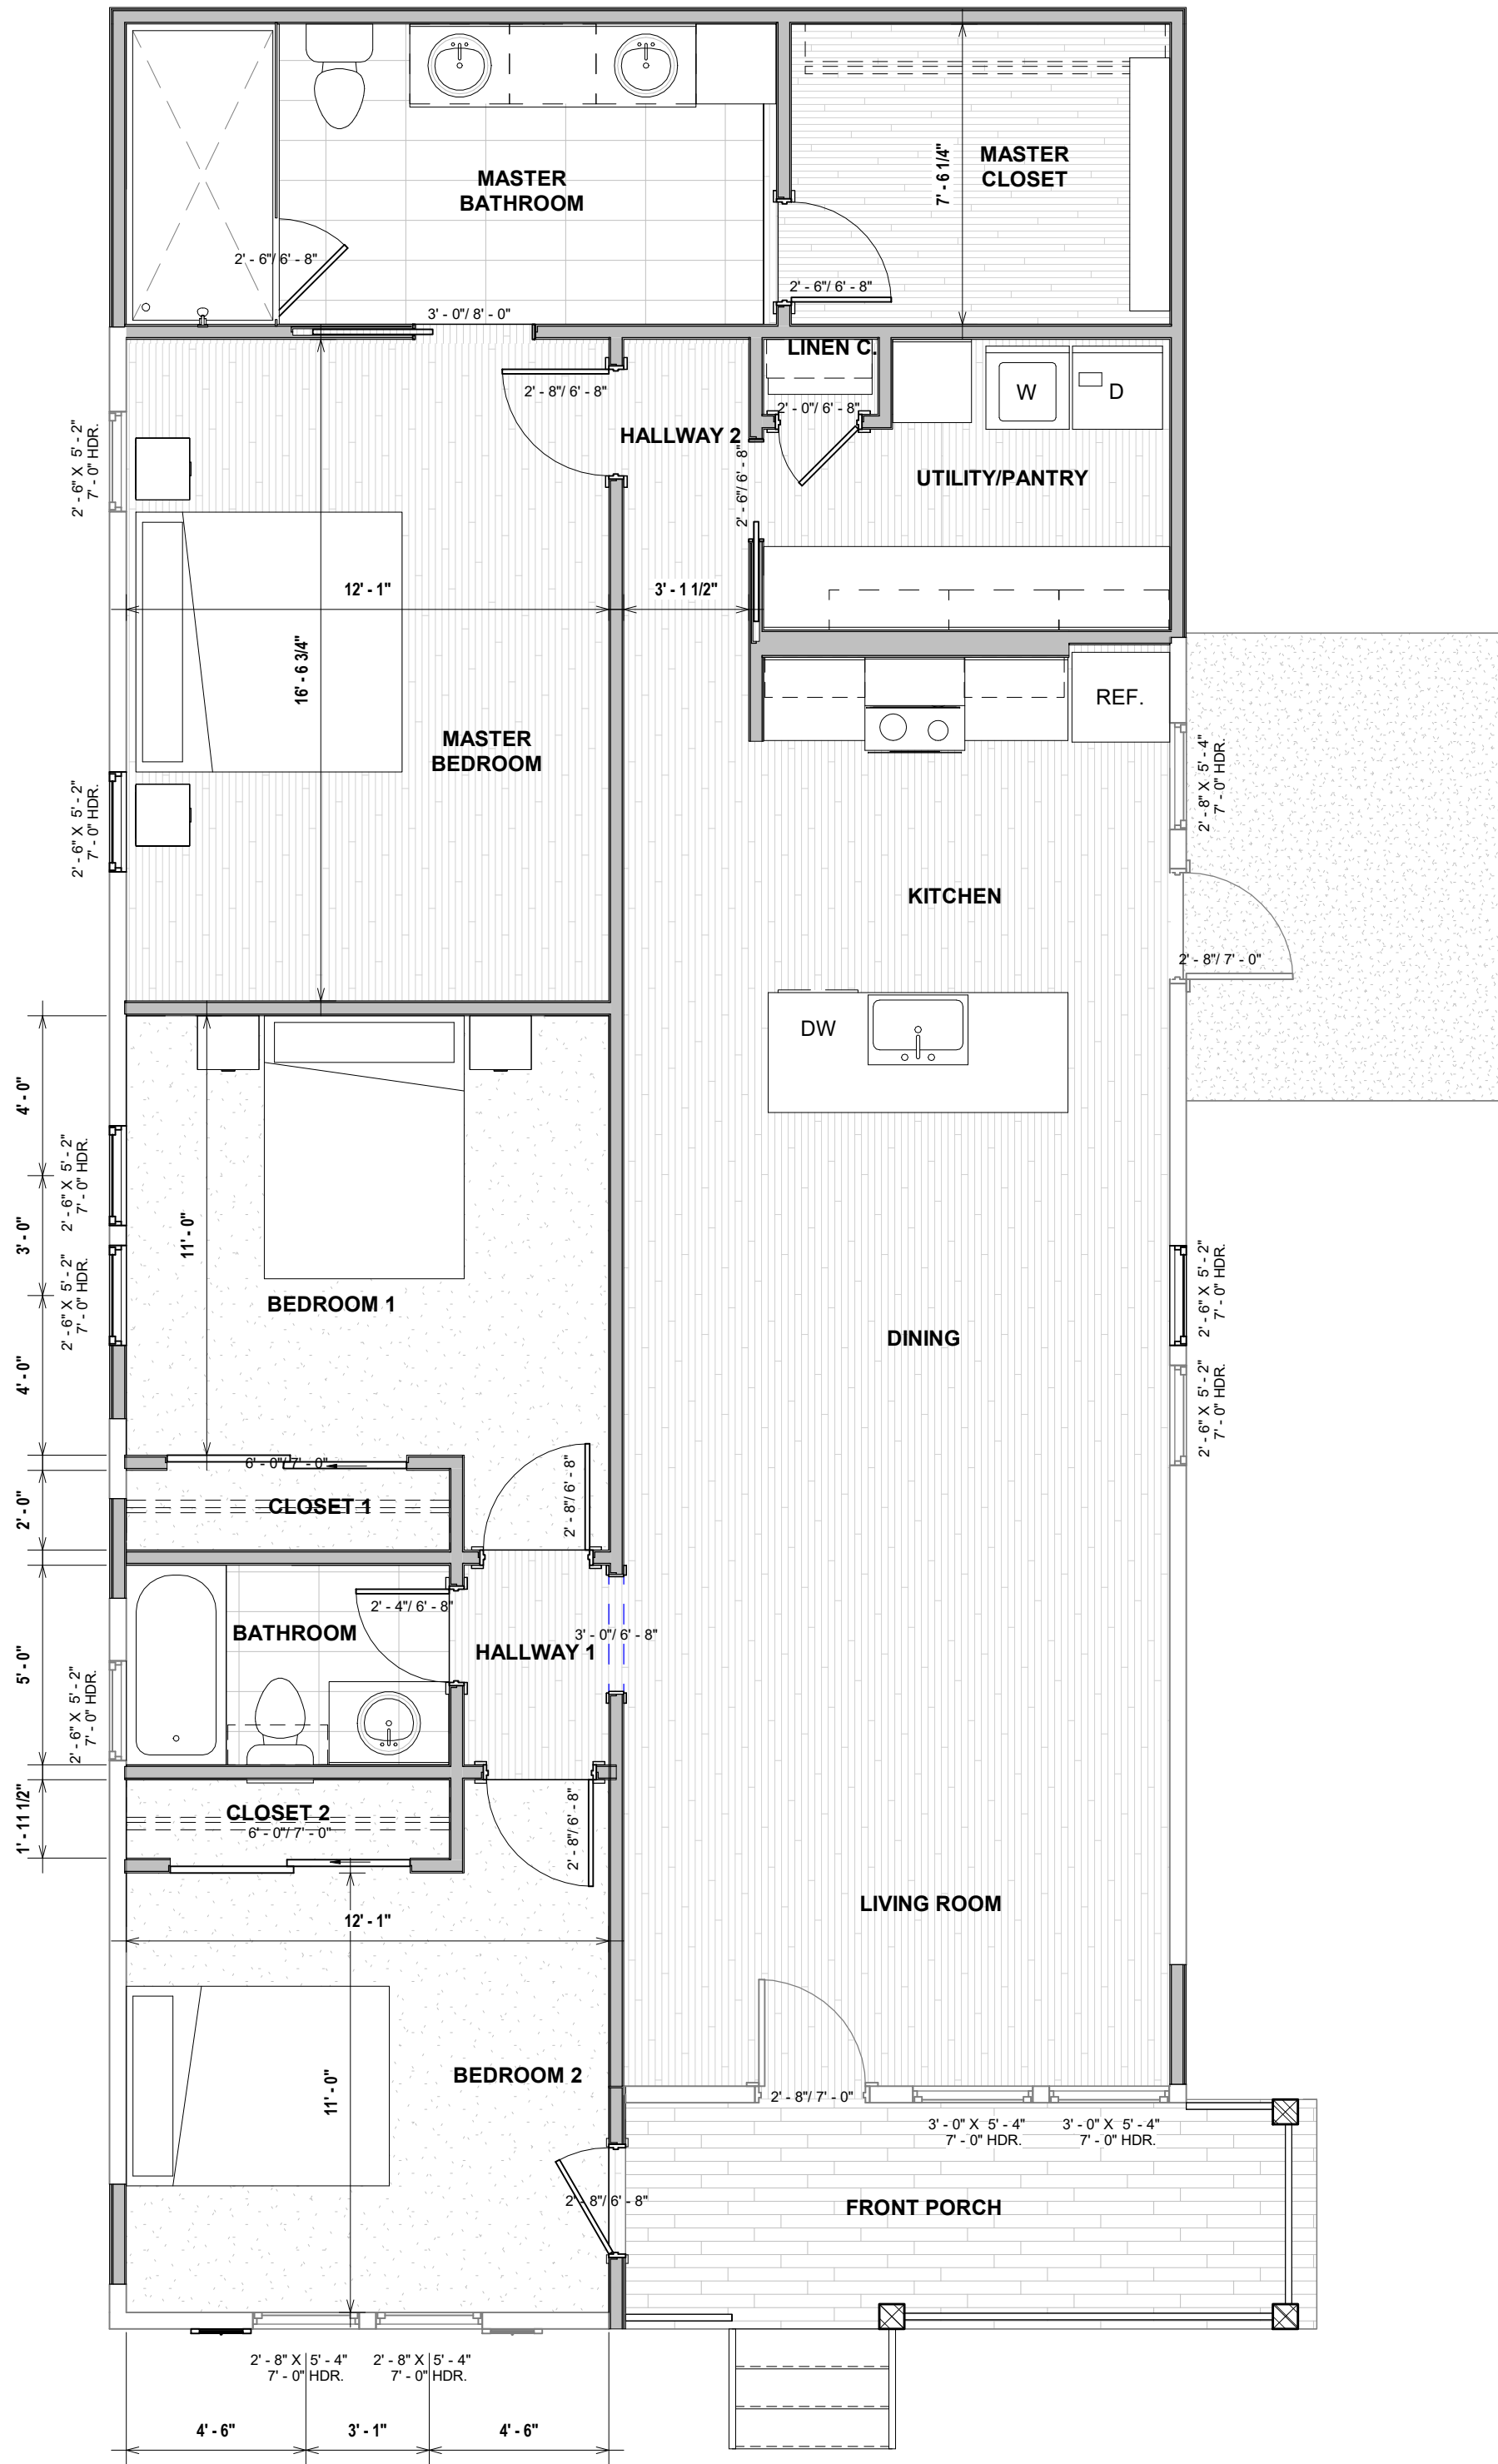 MASTER
BATHROOM
MASTER
CLOSET
7' - 6 1/4"
2' - 6"/ 6' - 8"
2' - 6"/ 6' - 8"
3' - 0"/ 8' - 0"
LINEN C.
2' - 8"/ 6' - 8"
W
D
2' - 0"/ 6' - 8"
HALLWAY 2
2' - 6" X 5' - 2"
7' - 0" HDR.
2' - 6"/ 6' - 8"
UTILITY/PANTRY
12' - 1"
3' - 1 1/2"
16' - 6 3/4"
REF.
MASTER
BEDROOM
2' - 8" X 5' - 4"
7' - 0" HDR.
2' - 6" X 5' - 2"
7' - 0" HDR.
KITCHEN
2' - 8"/ 7' - 0"
DW
4' - 0"
2' - 6" X 5' - 2"
7' - 0" HDR.
3' - 0"
11' - 0"
2' - 6" X 5' - 2"
7' - 0" HDR.
BEDROOM 1
2' - 6" X 5' - 2"
7' - 0" HDR.
DINING
4' - 0"
2' - 6" X 5' - 2"
7' - 0" HDR.
6' - 0"/ 7' - 0"
2' - 0"
CLOSET 1
2' - 8"/ 6' - 8"
2' - 4"/ 6' - 8"
BATHROOM
3' - 0"/ 6' - 8"
HALLWAY 1
5' - 0"
2' - 6" X 5' - 2"
7' - 0" HDR.
1' - 11 1/2"
CLOSET 2
6' - 0"/ 7' - 0"
2' - 8"/ 6' - 8"
LIVING ROOM
12' - 1"
BEDROOM 2
11' - 0"
2' - 8"/ 7' - 0"
3' - 0" X 5' - 4"
7' - 0" HDR.
3' - 0" X 5' - 4"
7' - 0" HDR.
2' - 8"/ 6' - 8"
FRONT PORCH
2' - 8" X 5' - 4"
7' - 0" HDR.
2' - 8" X 5' - 4"
7' - 0" HDR.
4' - 6"
3' - 1"
4' - 6"